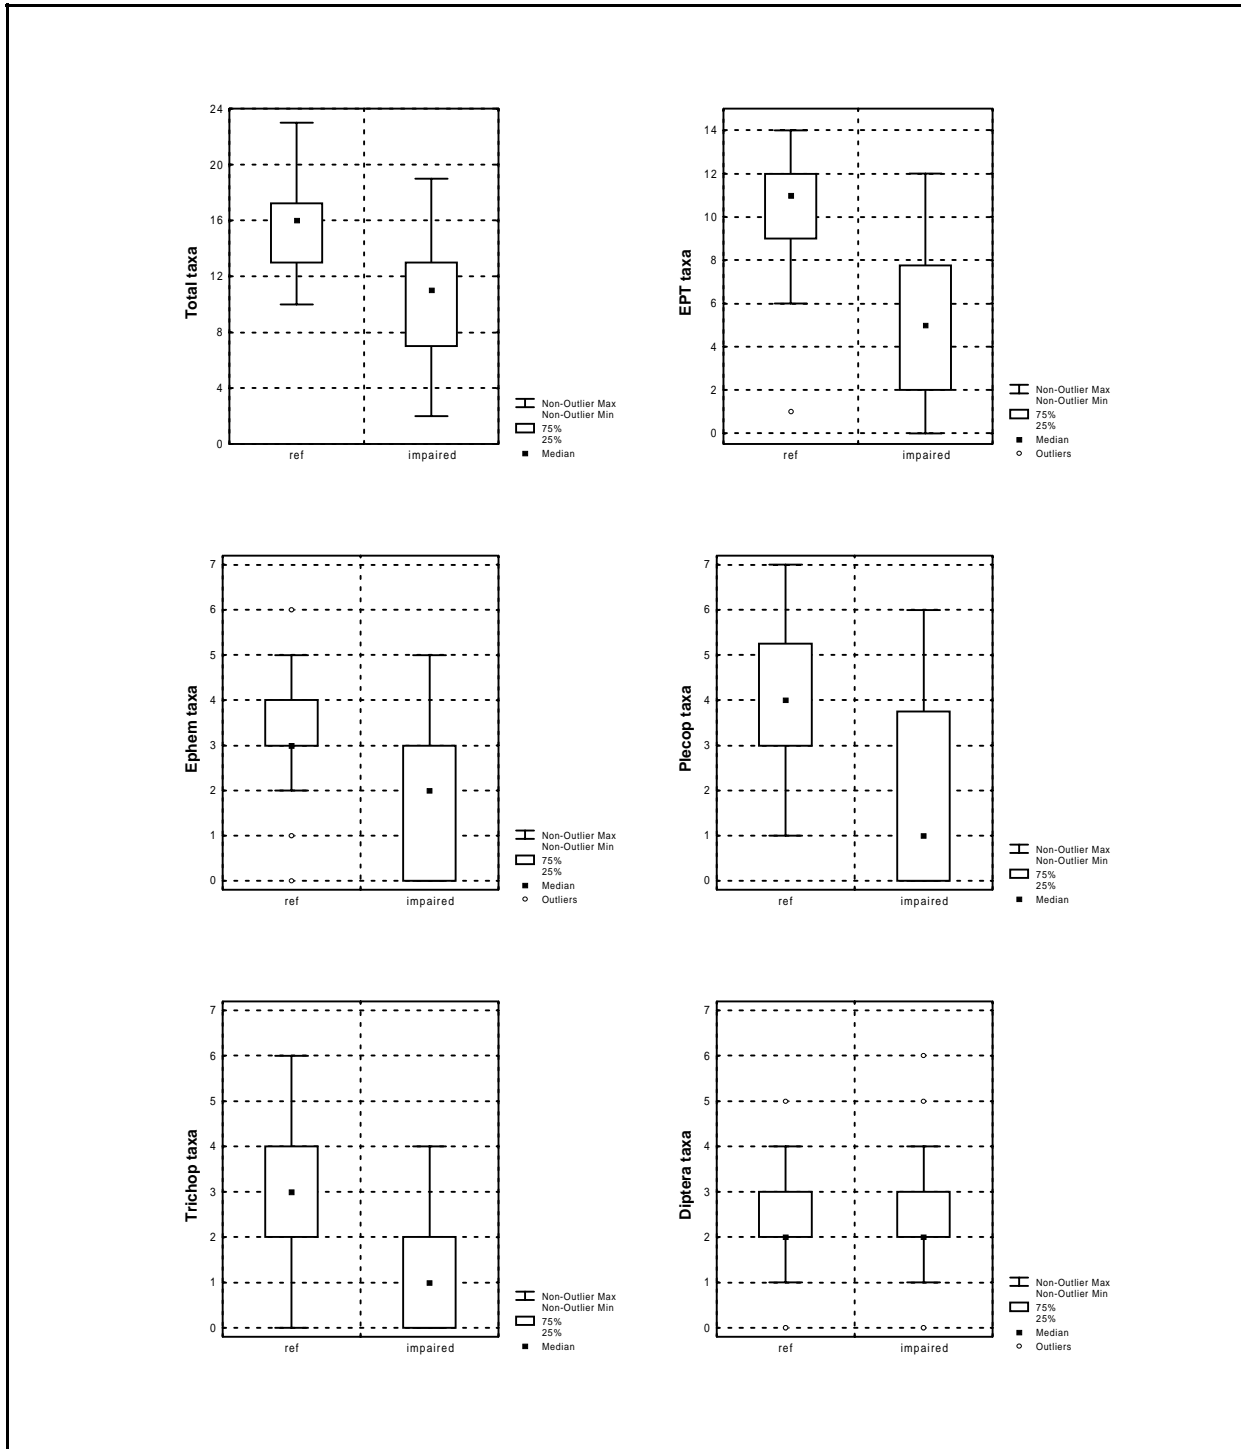 24
20
16
12
8
4
0
Total taxa
ref
impaired
Non-Outlier Max
Non-Outlier Min
75%
25%
Median
14
12
10
8
6
4
2
0
EPT taxa
ref
impaired
Non-Outlier Max
Non-Outlier Min
75%
25%
Median
Outliers
7
6
5
4
3
2
1
0
Ephem taxa
ref
impaired
Non-Outlier Max
Non-Outlier Min
75%
25%
Median
Outliers
7
6
5
4
3
2
1
0
Plecop taxa
ref
impaired
Non-Outlier Max
Non-Outlier Min
75%
25%
Median
7
6
5
4
3
2
1
0
Trichop taxa
ref
impaired
Non-Outlier Max
Non-Outlier Min
75%
25%
Median
7
6
5
4
3
2
1
0
Diptera taxa
ref
impaired
Non-Outlier Max
Non-Outlier Min
75%
25%
Median
Outliers